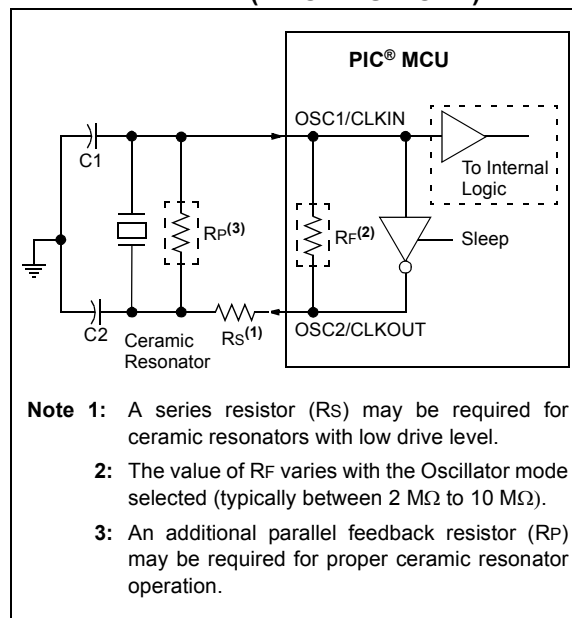 PIC® MCU
OSC1/CLKIN
C1
To Internal
Logic
RP(3)
RF(2)
Sleep
C2
Ceramic
Resonator
RS(1)
OSC2/CLKOUT
Note 1: A series resistor (RS) may be required for
ceramic resonators with low drive level.
2: The value of RF varies with the Oscillator mode
selected (typically between 2 MΩ to 10 MΩ).
3: An additional parallel feedback resistor (RP)
may be required for proper ceramic resonator
operation.